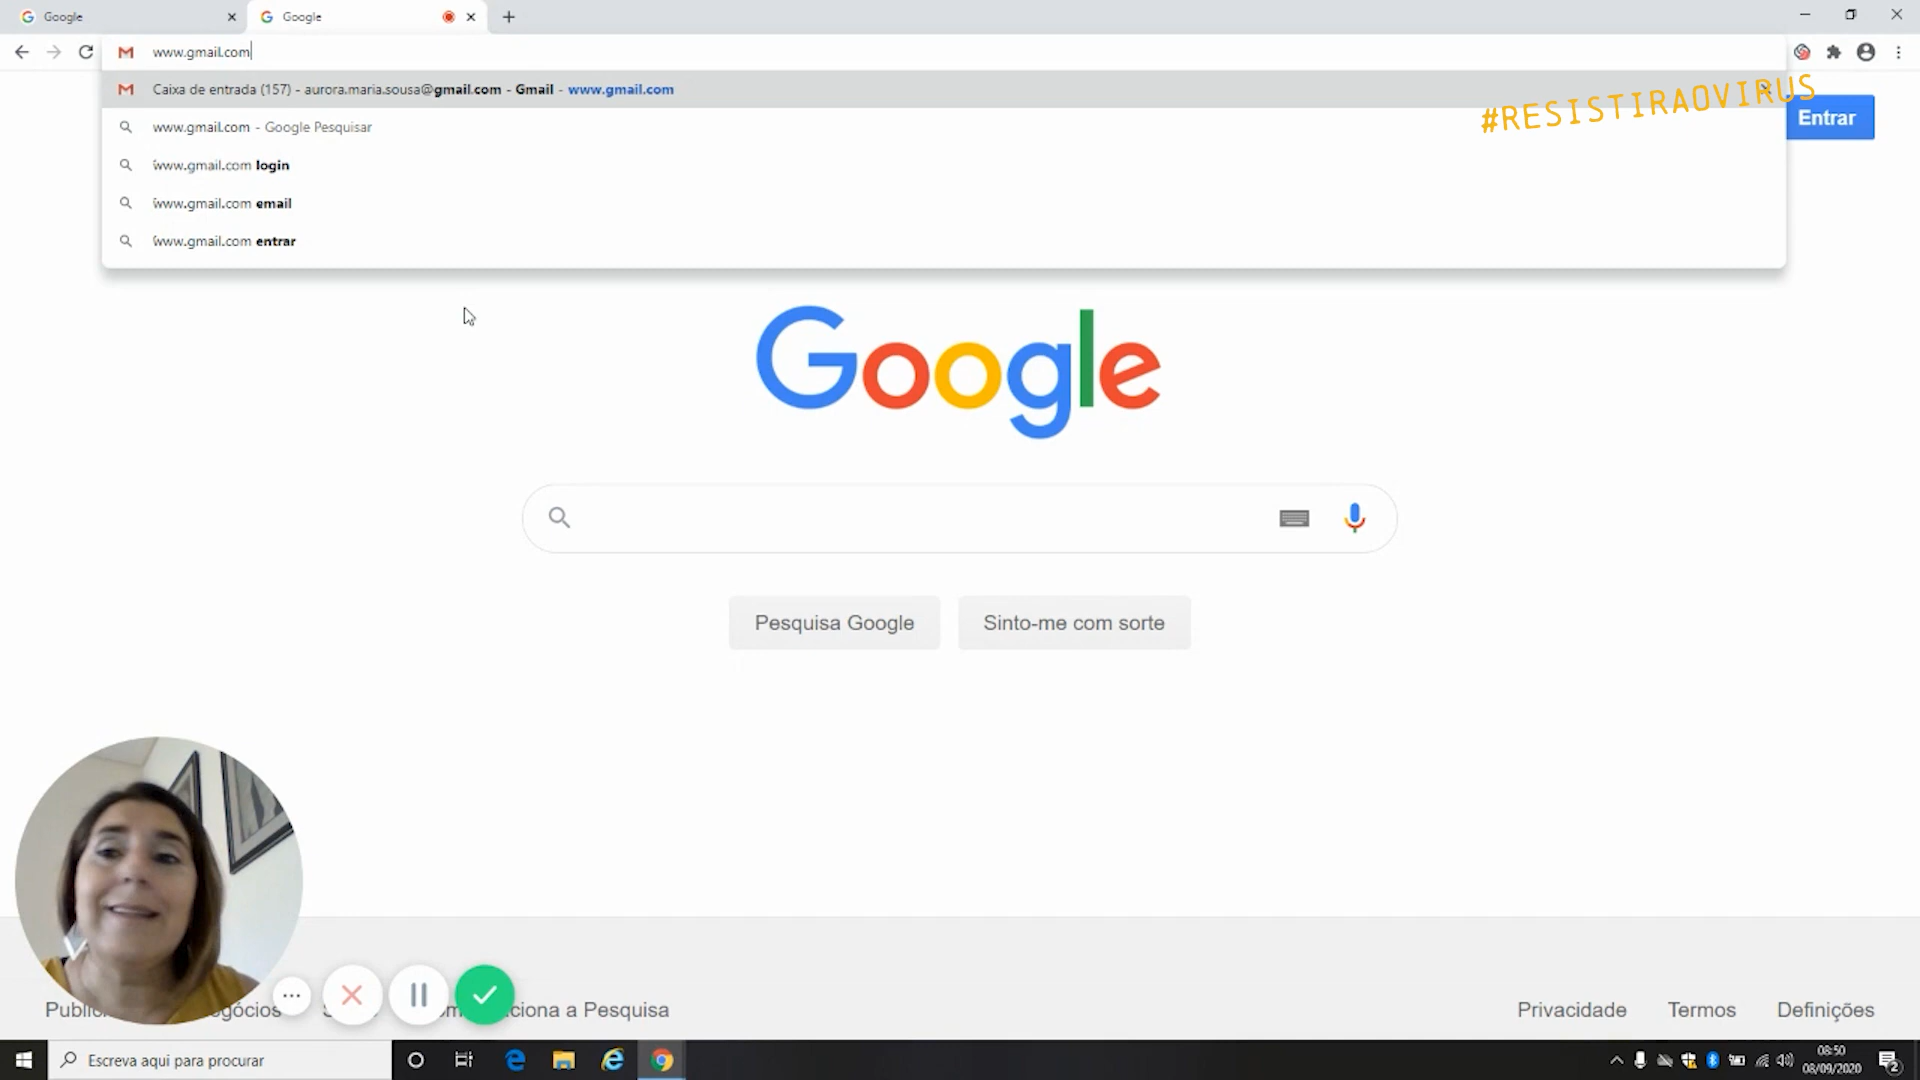 Google
Google
www.gmail.com
Caixa de entrada (157) - aurora.maria.sousa@gmail.com - Gmail - www.gmail.com
www.gmail.com - Google Pesquisar
www.gmail.com login
www.gmail.com email
www.gmail.com entrar
#RESISTIRAOVIRUS
Entrar
Google
Pesquisa Google
Sinto-me com sorte
a Pesquisa
Privacidade
Termos
Definições
Escreva aqui para procurar
08:50
08/09/2020
2